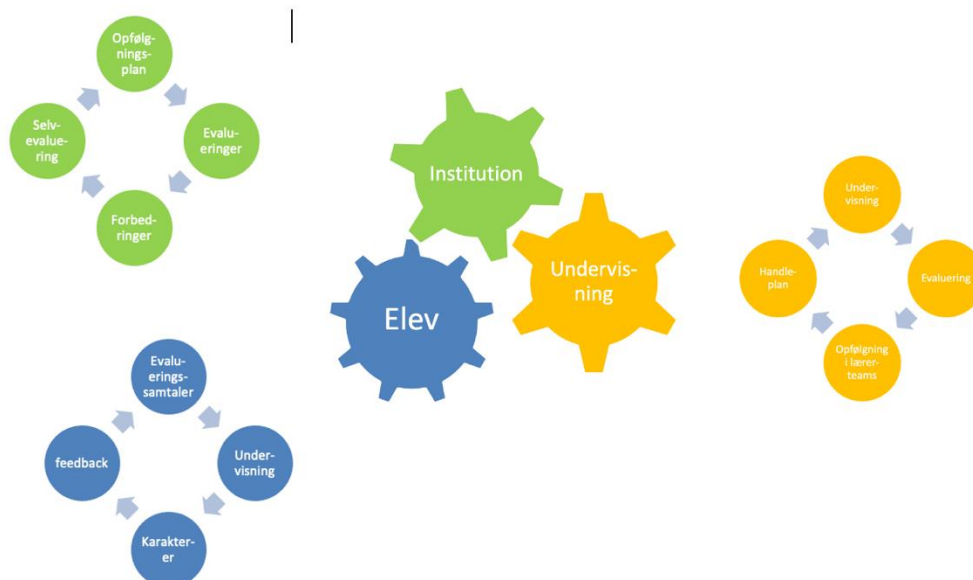 Opfølg-
nings-
plan
Selv-
evalue-
ring
Evalu-
eringer
Forbed-
ringer
Institution
Undervis-
ning
Elev
Under-
visning
Handle-
plan
Evaluering
Opfølgning
i lærer-
teams
Evalu-
erings-
samtaler
feedback
Under-
visning
Karakter-
er